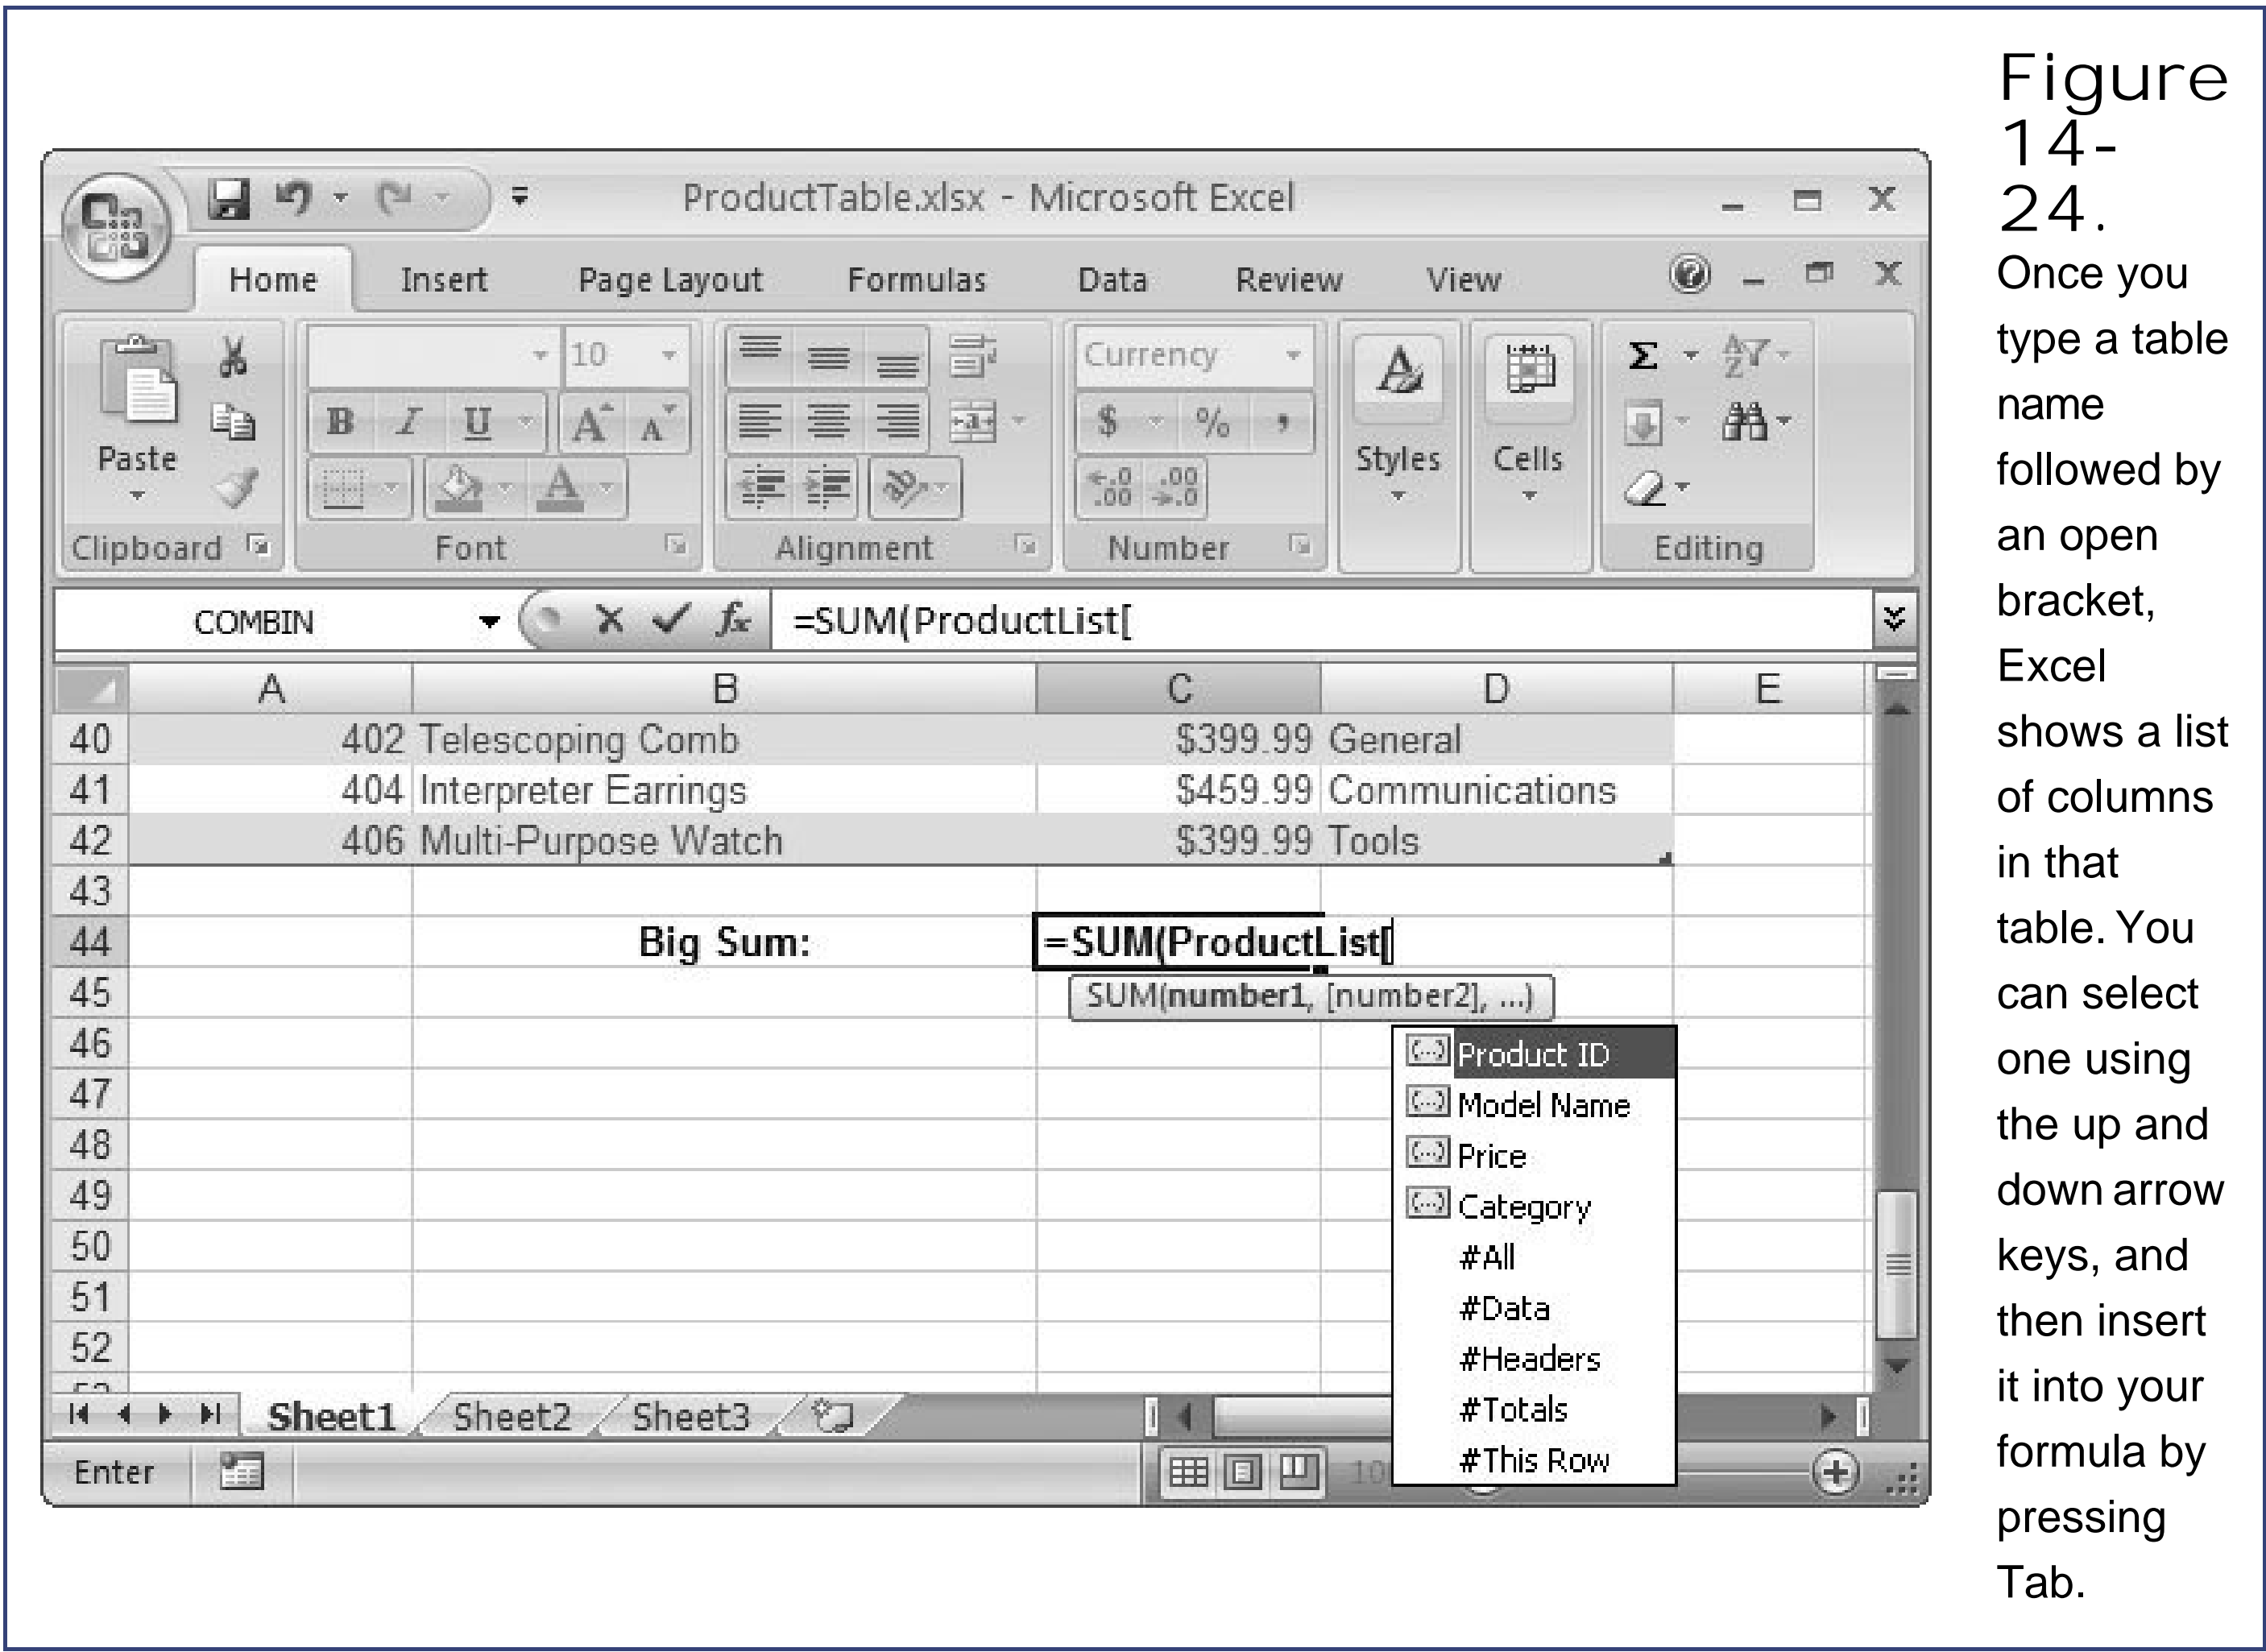 ProductTable.xlsx - Microsoft Excel
Home Insert Page Layout Formulas Data Review View
10 Currency
B I U A A $ % ,
Paste Styles Cells
Clipboard Font Alignment Number Editing
COMBIN fx =SUM(ProductList[
A B C D E
40 402 Telescoping Comb $399.99 General
41 404 Interpreter Earrings $459.99 Communications
42 406 Multi-Purpose Watch $399.99 Tools
43
44 Big Sum: =SUM(ProductList[
45 SUM(number1, [number2], ...)
46 Product ID
47 Model Name
48 Price
49 Category
50 #All
51 #Data
52 #Headers
Sheet1 Sheet2 Sheet3 #Totals
Enter #This Row
Figure
14-
24.
Once you
type a table
name
followed by
an open
bracket,
Excel
shows a list
of columns
in that
table. You
can select
one using
the up and
down arrow
keys, and
then insert
it into your
formula by
pressing
Tab.